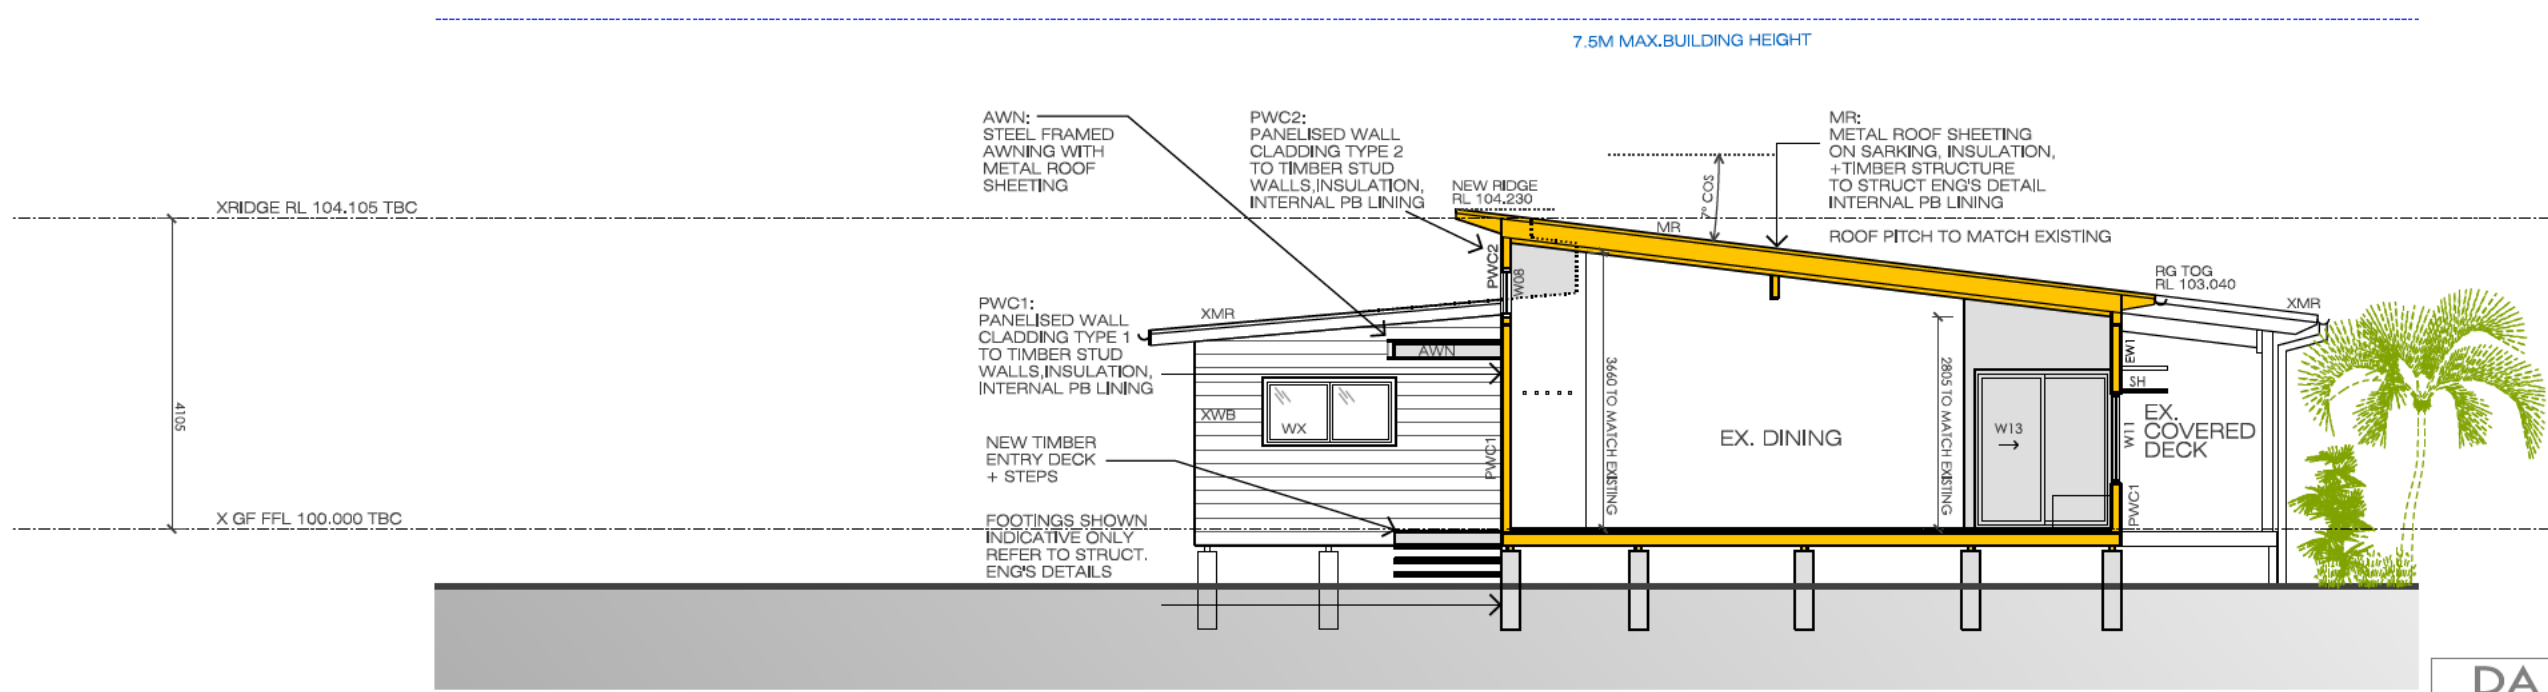 7.5M MAX.BUILDING HEIGHT
AWN:
STEEL FRAMED
AWNING WITH
METAL ROOF
SHEETING
PWC2:
PANELISED WALL
CLADDING TYPE 2
TO TIMBER STUD
WALLS,INSULATION,
INTERNAL PB LINING
NEW RIDGE
RL 104.230
7° COS
MR:
METAL ROOF SHEETING
ON SARKING, INSULATION,
+TIMBER STRUCTURE
TO STRUCT ENG'S DETAIL
INTERNAL PB LINING
ROOF PITCH TO MATCH EXISTING
XRIDGE RL 104.105 TBC
MR
PWC2
W08
RG TOG
RL 103.040
XMR
PWC1:
PANELISED WALL
CLADDING TYPE 1
TO TIMBER STUD
WALLS,INSULATION,
INTERNAL PB LINING
XMR
AWN
EW1
SH
4105
XWB
WX
PWC1
3660 TO MATCH EXISTING
EX. DINING
2805 TO MATCH EXISTING
W13
W11
EX.
COVERED
DECK
NEW TIMBER
ENTRY DECK
+ STEPS
PWC1
X GF FFL 100.000 TBC
FOOTINGS SHOWN
INDICATIVE ONLY
REFER TO STRUCT.
ENG'S DETAILS
DA